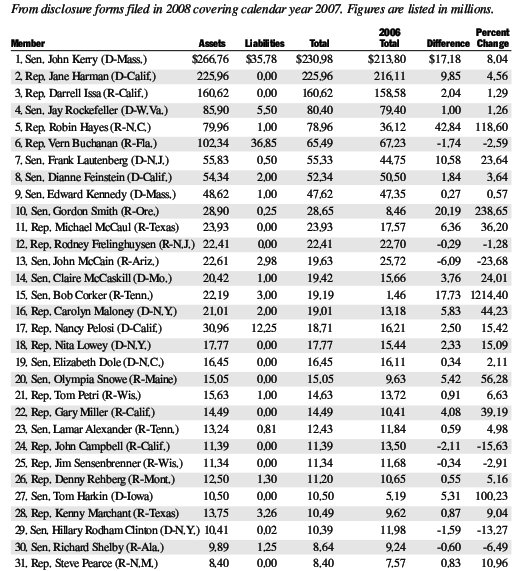 From disclosure forms filed in 2008 covering calendar year 2007. Figures are listed in millions.
2006 Percent
Member Assets Liabilities Total Total Difference Change
1, Sen, John Kerry (D-Mass,) $266,76 $35,78 $230,98 $213,80 $17,18 8,04
2, Rep, Jane Harman (D-Calif,) 225,96 0,00 225,96 216,11 9,85 4,56
3, Rep, Darrell Issa (R-Calif,) 160,62 0,00 160,62 158,58 2,04 1,29
4, Sen, Jay Rockefeller (D-W,Va,) 85,90 5,50 80,40 79,40 1,00 1,26
5, Rep, Robin Hayes (R-N,C,) 79,96 1,00 78,96 36,12 42,84 118,60
6, Rep, Vern Buchanan (R-Fla,) 102,34 36,85 65,49 67,23 -1,74 -2,59
7, Sen, Frank Lautenberg (D-N,J,) 55,83 0,50 55,33 44,75 10,58 23,64
8, Sen, Dianne Feinstein (D-Calif,) 54,34 2,00 52,34 50,50 1,84 3,64
9, Sen, Edward Kennedy (D-Mass,) 48,62 1,00 47,62 47,35 0,27 0,57
10, Sen, Gordon Smith (R-Ore,) 28,90 0,25 28,65 8,46 20,19 238,65
11, Rep, Michael McCaul (R-Texas) 23,93 0,00 23,93 17,57 6,36 36,20
12, Rep, Rodney Frelinghuysen (R-N,J,) 22,41 0,00 22,41 22,70 -0,29 -1,28
13, Sen, John McCain (R-Ariz,) 22,61 2,98 19,63 25,72 -6,09 -23,68
14, Sen, Claire McCaskill (D-Mo,) 20,42 1,00 19,42 15,66 3,76 24,01
15, Sen, Bob Corker (R-Tenn,) 22,19 3,00 19,19 1,46 17,73 1214,40
16, Rep, Carolyn Maloney (D-N,Y,) 21,01 2,00 19,01 13,18 5,83 44,23
17, Rep, Nancy Pelosi (D-Calif,) 30,96 12,25 18,71 16,21 2,50 15,42
18, Rep, Nita Lowey (D-N,Y,) 17,77 0,00 17,77 15,44 2,33 15,09
19, Sen, Elizabeth Dole (D-N,C,) 16,45 0,00 16,45 16,11 0,34 2,11
20, Sen, Olympia Snowe (R-Maine) 15,05 0,00 15,05 9,63 5,42 56,28
21, Rep, Tom Petri (R-Wis,) 15,63 1,00 14,63 13,72 0,91 6,63
22, Rep, Gary Miller (R-Calif,) 14,49 0,00 14,49 10,41 4,08 39,19
23, Sen, Lamar Alexander (R-Tenn,) 13,24 0,81 12,43 11,84 0,59 4,98
24, Rep, John Campbell (R-Calif,) 11,39 0,00 11,39 13,50 -2,11 -15,63
25, Rep, Jim Sensenbrenner (R-Wis,) 11,34 0,00 11,34 11,68 -0,34 -2,91
26, Rep, Denny Rehberg (R-Mont,) 12,50 1,30 11,20 10,65 0,55 5,16
27, Sen, Tom Harkin (D-Iowa) 10,50 0,00 10,50 5,19 5,31 100,23
28, Rep, Kenny Marchant (R-Texas) 13,75 3,26 10,49 9,62 0,87 9,04
29, Sen, Hillary Rodham Clinton (D-N,Y,) 10,41 0,02 10,39 11,98 -1,59 -13,27
30, Sen, Richard Shelby (R-Ala,) 9,89 1,25 8,64 9,24 -0,60 -6,49
31, Rep, Steve Pearce (R-N,M,) 8,40 0,00 8,40 7,57 0,83 10,96